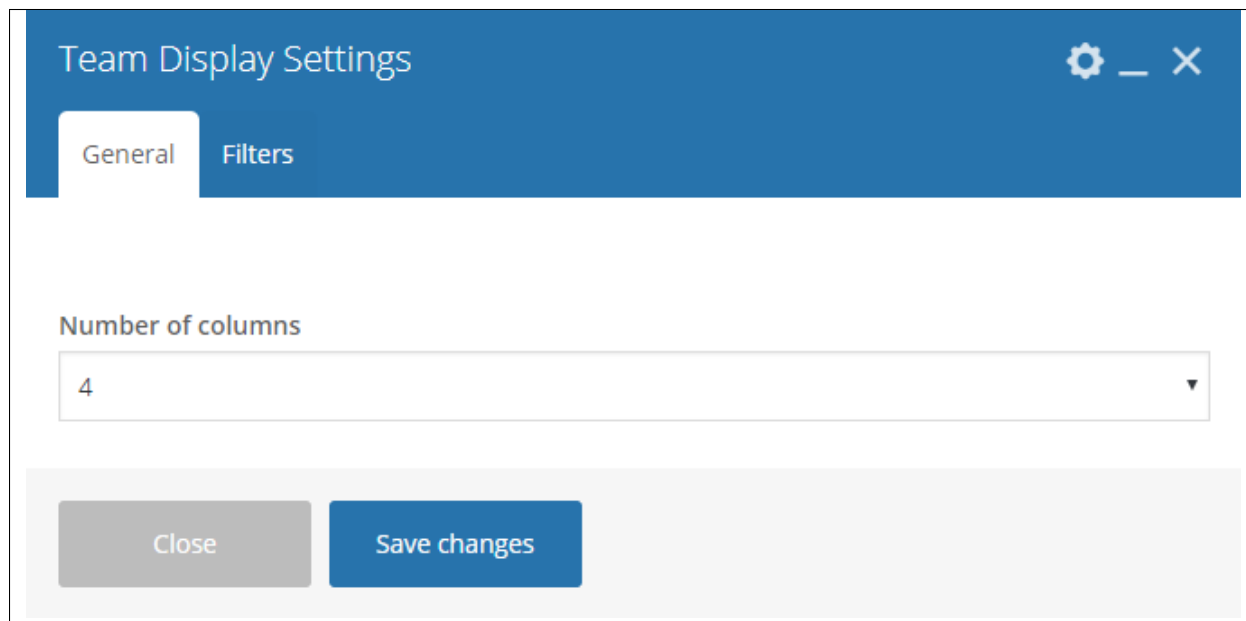 Team Display Settings
General Filters
Number of columns
4
Close Save changes